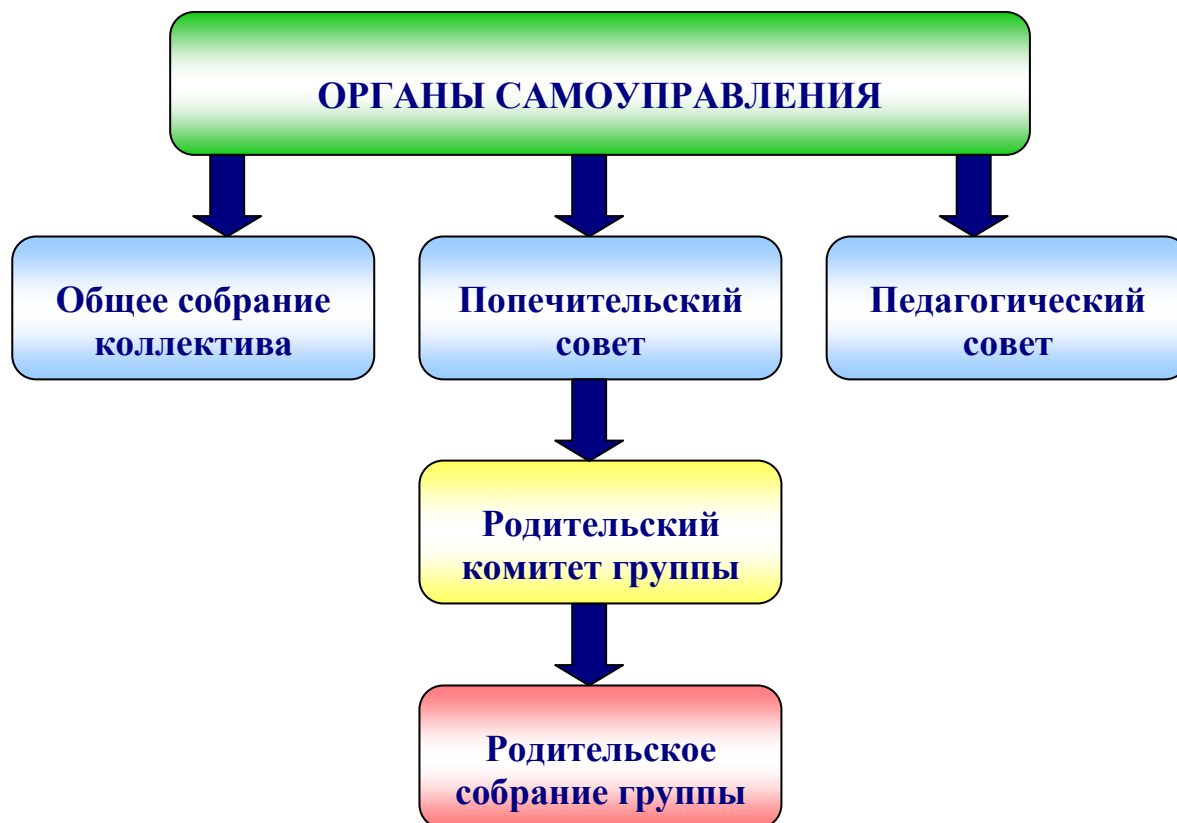 ОРГАНЫ САМОУПРАВЛЕНИЯ
Общее собрание
коллектива
Попечительский
совет
Педагогический
совет
Родительский
комитет группы
Родительское
собрание группы